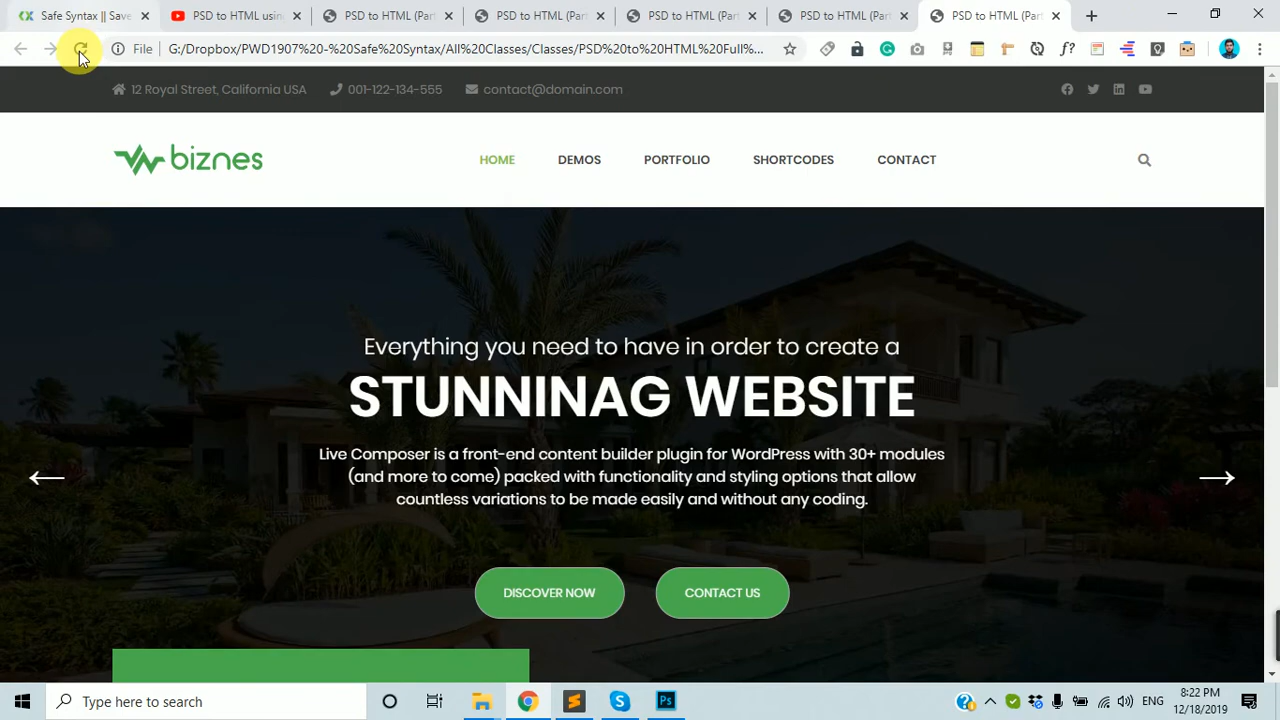 Safe Syntax || Save
PSD to HTML usin
PSD to HTML (Par
PSD to HTML (Par
PSD to HTML (Par
PSD to HTML (Par
PSD to HTML (Par
File
G:/Dropbox/PWD1907%20-%20Safe%20Syntax/All%20Classes/Classes/PSD%20to%20HTML%20Full%...
f?
12 Royal Street, California USA
001-122-134-555
contact@domain.com
biznes
HOME
DEMOS
PORTFOLIO
SHORTCODES
CONTACT
Everything you need to have in order to create a
STUNNINAG WEBSITE
Live Composer is a front-end content builder plugin for WordPress with 30+ modules
(and more to come) packed with functionality and styling options that allow
countless variations to be made easily and without any coding.
DISCOVER NOW
CONTACT US
Type here to search
Ps
ENG
8:22 PM
12/18/2019